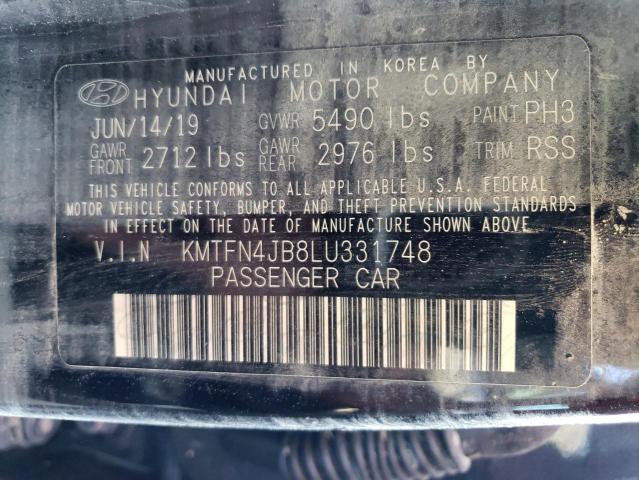 MANUFACTURED IN KOREA BY
HYUNDAI MOTOR COMPANY
JUN/14/19 GVWR 5490 lbs PAINT PH3
GAWR FRONT 2712 lbs GAWR REAR 2976 lbs TRIM RSS
THIS VEHICLE CONFORMS TO ALL APPLICABLE U.S.A. FEDERAL
MOTOR VEHICLE SAFETY, BUMPER, AND THEFT PREVENTION STANDARDS
IN EFFECT ON THE DATE OF MANUFACTURE SHOWN ABOVE
V.I.N KMTFN4JB8LU331748
PASSENGER CAR